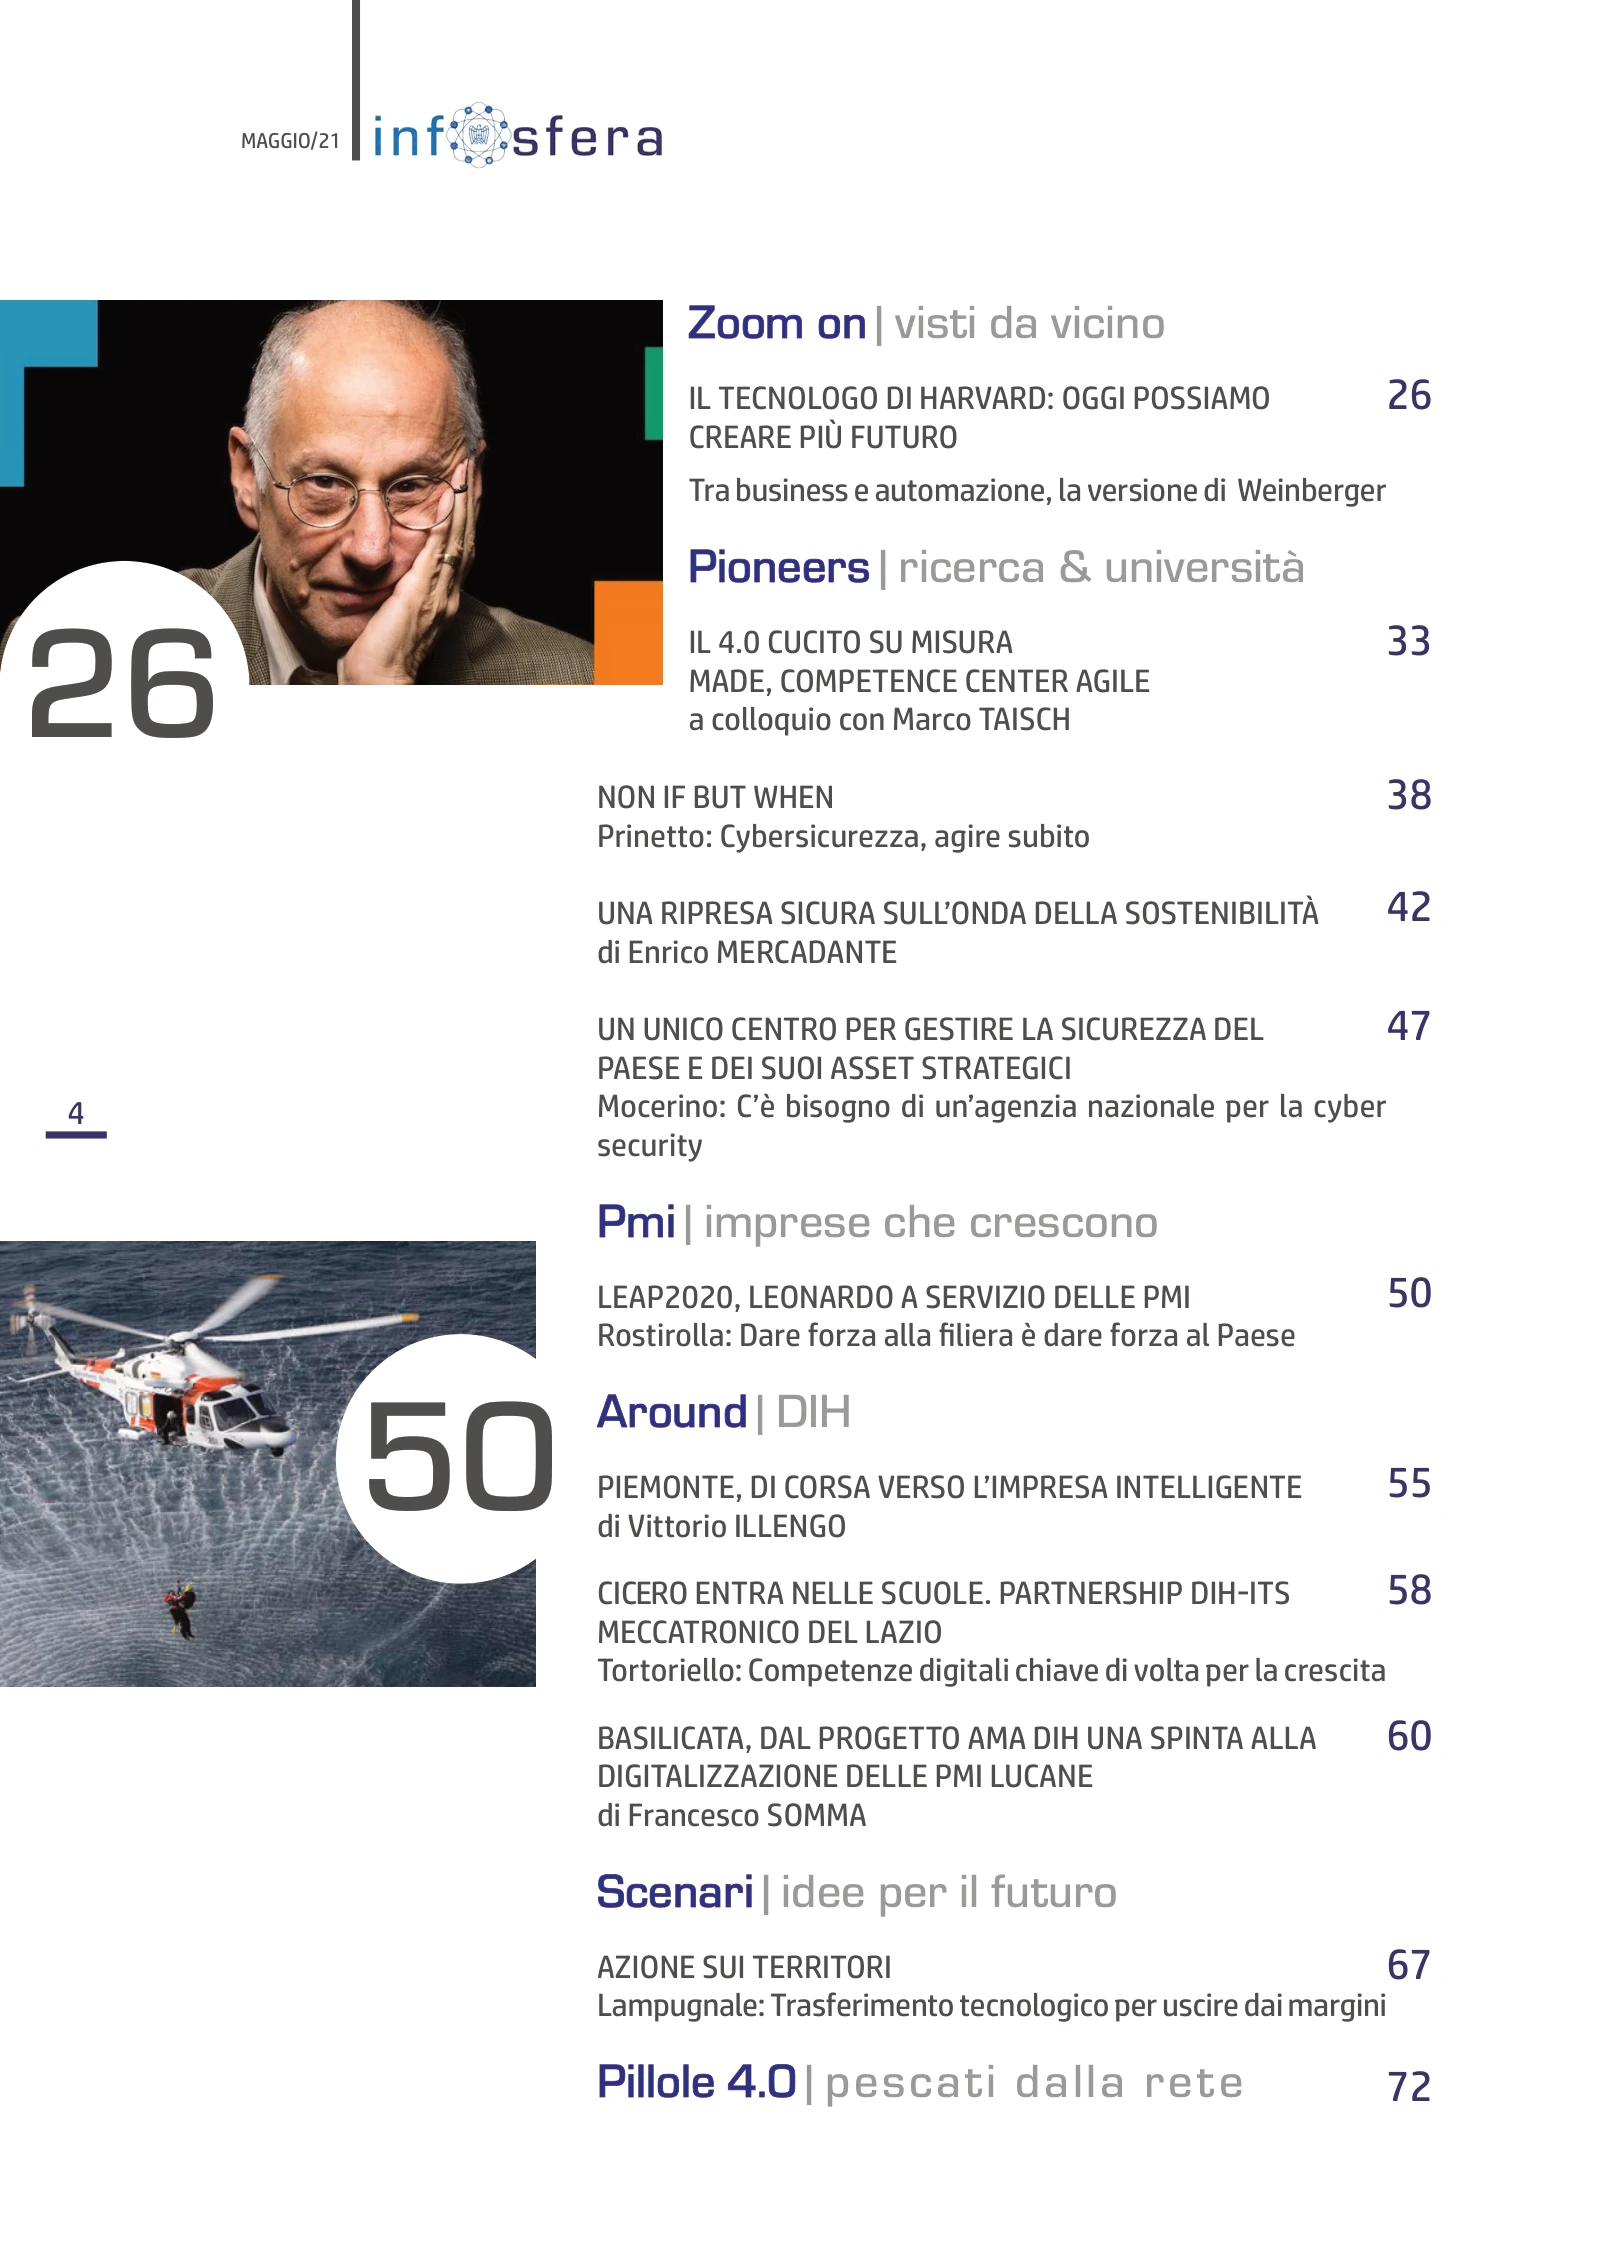 MAGGIO/21
infosfera
Zoom on | visti da vicino
IL TECNOLOGO DI HARVARD: OGGI POSSIAMO 26
CREARE PIÙ FUTURO
Tra business e automazione, la versione di Weinberger
26
Pioneers | ricerca & università
IL 4.0 CUCITO SU MISURA 33
MADE, COMPETENCE CENTER AGILE
a colloquio con Marco TAISCH
NON IF BUT WHEN 38
Prinetto: Cybersicurezza, agire subito
UNA RIPRESA SICURA SULL'ONDA DELLA SOSTENIBILITÀ 42
di Enrico MERCADANTE
UN UNICO CENTRO PER GESTIRE LA SICUREZZA DEL 47
PAESE E DEI SUOI ASSET STRATEGICI
Mocerino: C'è bisogno di un'agenzia nazionale per la cyber
security
4
Pmi | imprese che crescono
LEAP2020, LEONARDO A SERVIZIO DELLE PMI 50
Rostirolla: Dare forza alla filiera è dare forza al Paese
50
Around | DIH
PIEMONTE, DI CORSA VERSO L'IMPRESA INTELLIGENTE 55
di Vittorio ILLENGO
CICERO ENTRA NELLE SCUOLE. PARTNERSHIP DIH-ITS 58
MECCATRONICO DEL LAZIO
Tortoriello: Competenze digitali chiave di volta per la crescita
BASILICATA, DAL PROGETTO AMA DIH UNA SPINTA ALLA 60
DIGITALIZZAZIONE DELLE PMI LUCANE
di Francesco SOMMA
Scenari | idee per il futuro
AZIONE SUI TERRITORI 67
Lampugnale: Trasferimento tecnologico per uscire dai margini
Pillole 4.0 | pescati dalla rete 72